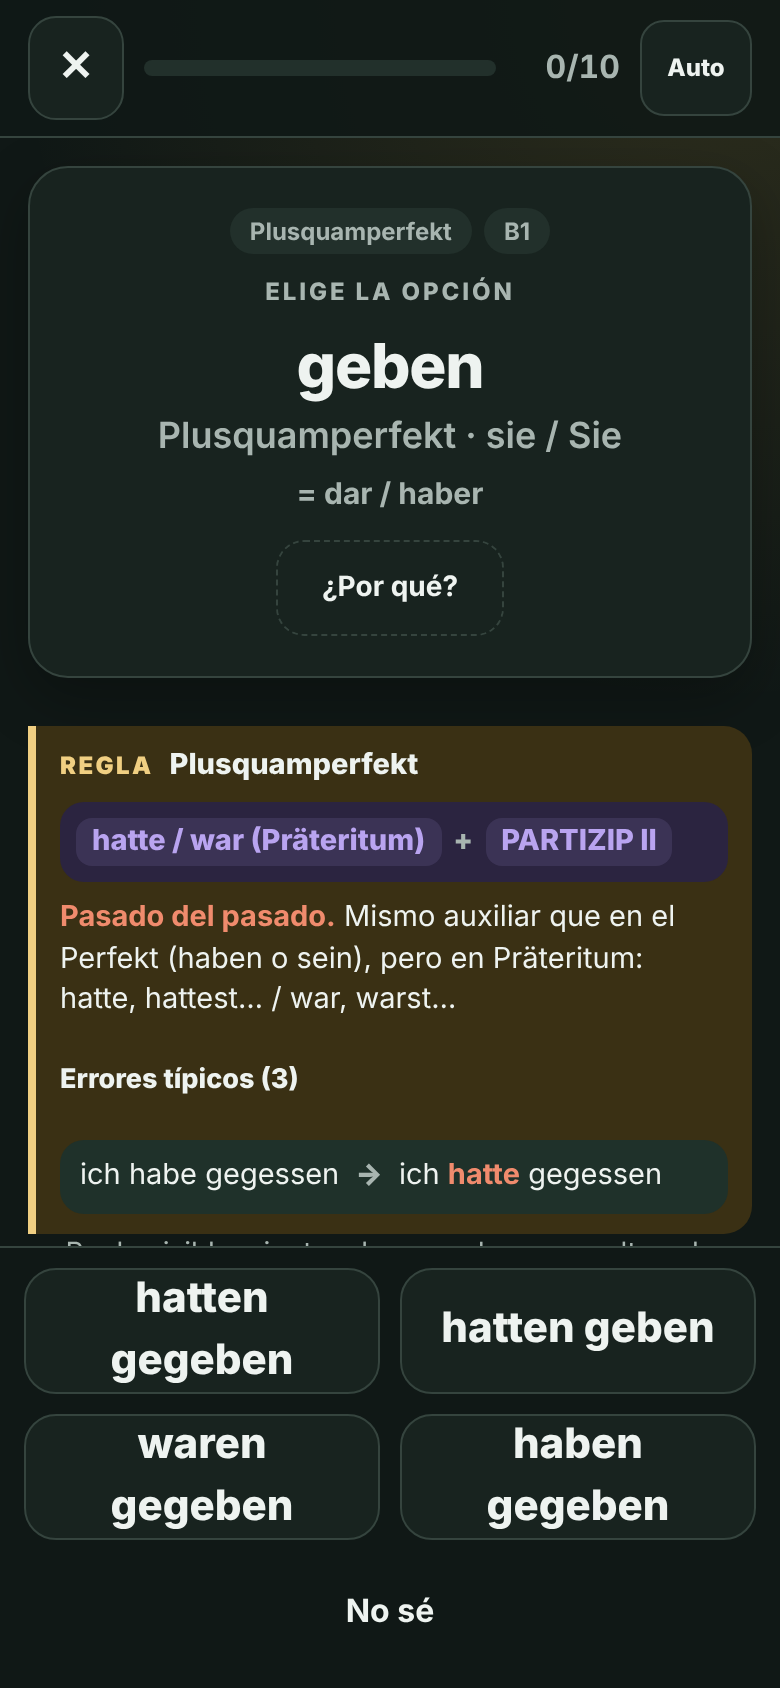 ✕
0/10
Auto
Plusquamperfekt B1
ELIGE LA OPCIÓN
geben
Plusquamperfekt · sie / Sie
= dar / haber
¿Por qué?
REGLA Plusquamperfekt
hatte / war (Präteritum) + PARTIZIP II
Pasado del pasado. Mismo auxiliar que en el
Perfekt (haben o sein), pero en Präteritum:
hatte, hattest... / war, warst...
Errores típicos (3)
ich habe gegessen → ich hatte gegessen
hatten
gegeben
hatten geben
waren
gegeben
haben
gegeben
No sé